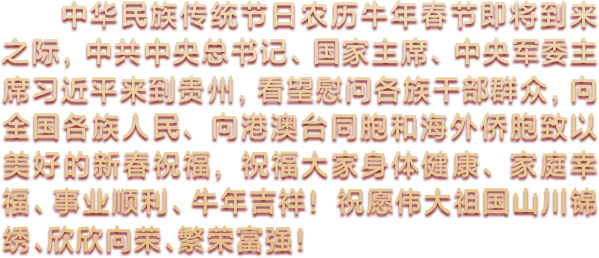 中华民族传统节日农历牛年春节即将到来
之际，中共中央总书记、国家主席、中央军委主
席习近平来到贵州，看望慰问各族干部群众，向
全国各族人民、向港澳台同胞和海外侨胞致以
美好的新春祝福，祝福大家身体健康、家庭幸
福、事业顺利、牛年吉祥！祝愿伟大祖国山川锦
绣、欣欣向荣、繁荣富强！